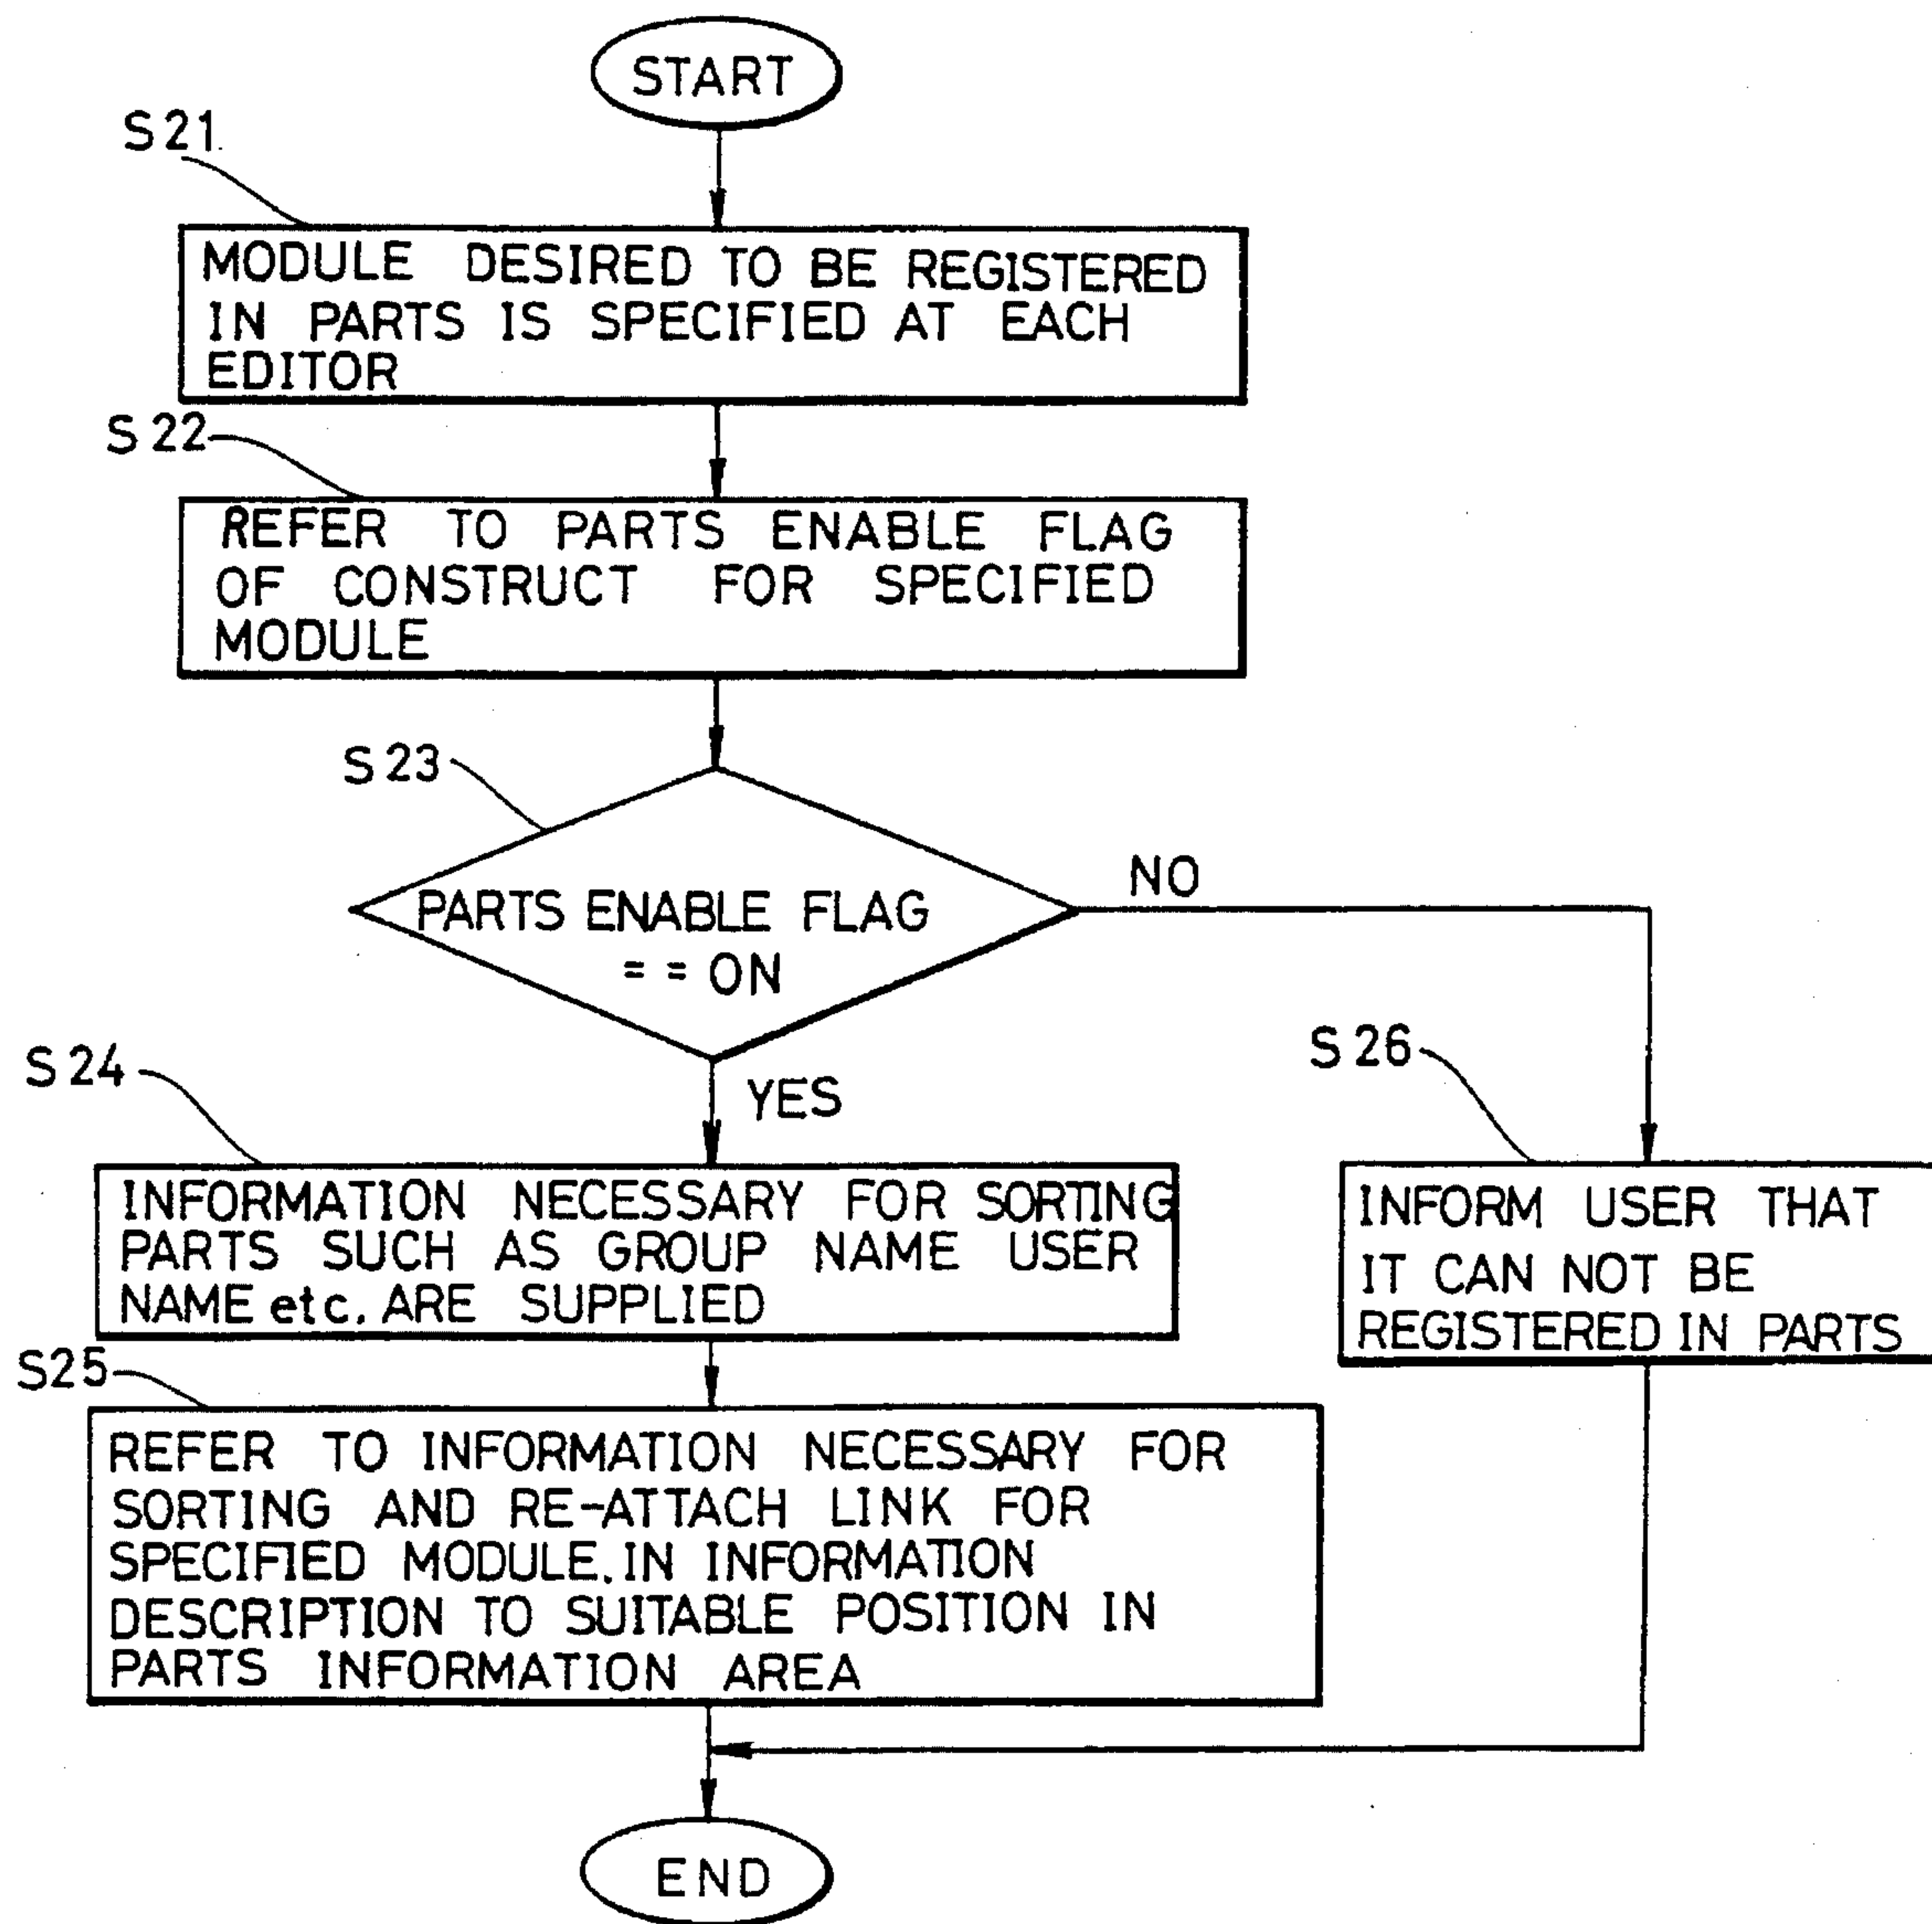 START
S21
MODULE DESIRED TO BE REGISTERED
IN PARTS IS SPECIFIED AT EACH
EDITOR
S22
REFER TO PARTS ENABLE FLAG
OF CONSTRUCT FOR SPECIFIED
MODULE
S23
PARTS ENABLE FLAG
= = ON
NO
YES
S24
INFORMATION NECESSARY FOR SORTING
PARTS SUCH AS GROUP NAME USER
NAME etc. ARE SUPPLIED
S26
INFORM USER THAT
IT CAN NOT BE
REGISTERED IN PARTS
S25
REFER TO INFORMATION NECESSARY FOR
SORTING AND RE-ATTACH LINK FOR
SPECIFIED MODULE. IN INFORMATION
DESCRIPTION TO SUITABLE POSITION IN
PARTS INFORMATION AREA
END